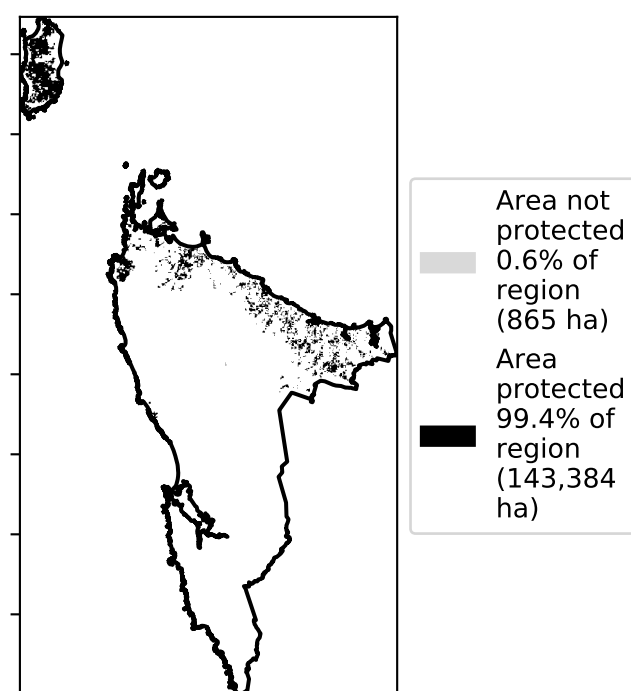 Area not
protected
0.6% of
region
(865 ha)
Area
protected
99.4% of
region
(143,384
ha)